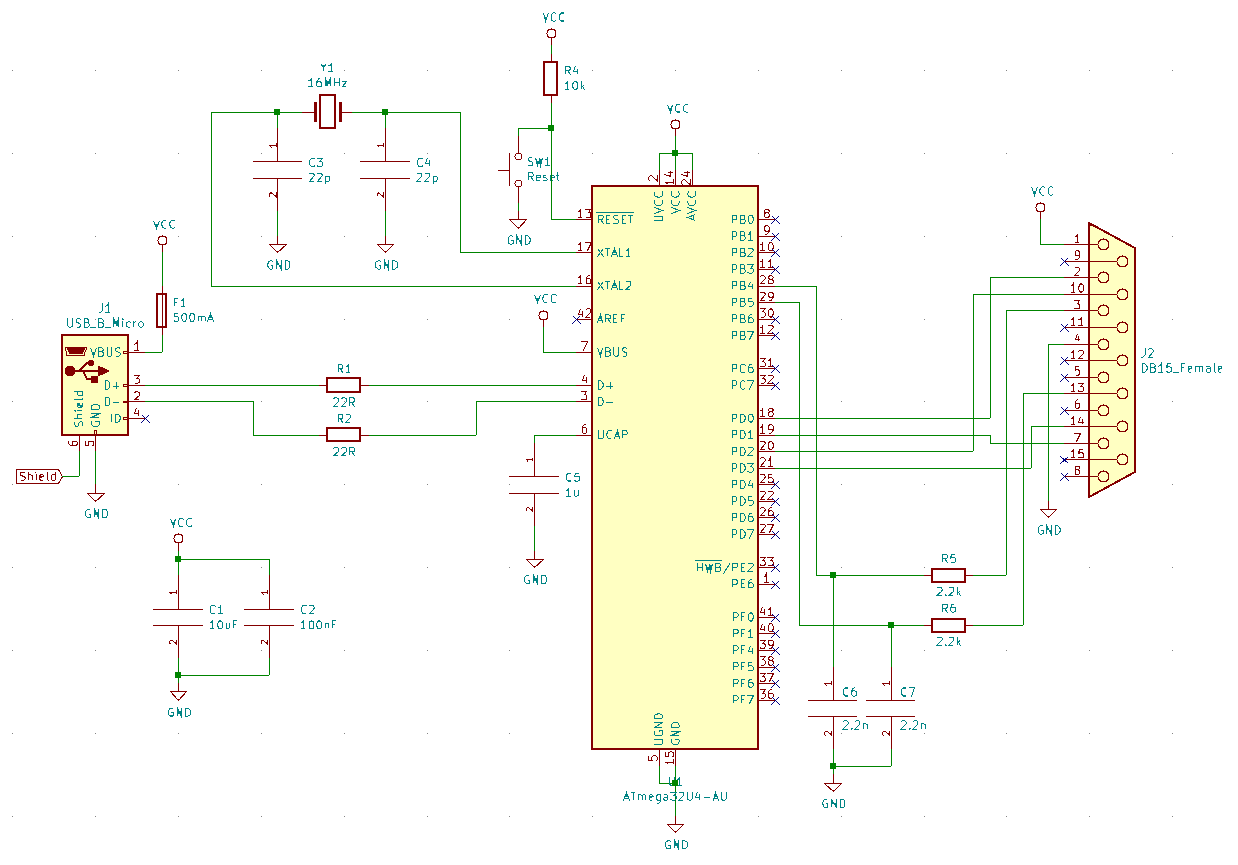 VCC
R4
10k
Y1
16MHz
1
C3
22p
2
1
C4
22p
2
GND
GND
SW1
Reset
GND
VCC
2
14
24
UVCC
VCC
AVCC
13
RESET
17
XTAL1
16
XTAL2
42
AREF
VCC
7
VBUS
4
D+
3
D-
6
UCAP
PB0
8
PB1
9
PB2
10
PB3
11
PB4
28
PB5
29
PB6
30
PB7
12
PC6
31
PC7
32
PD0
18
PD1
19
PD2
20
PD3
21
PD4
25
PD5
22
PD6
26
PD7
27
HWB/PE2
33
PE6
1
PF0
41
PF1
40
PF4
39
PF5
38
PF6
37
PF7
36
UGND
GND
5
15
U1
ATmega32U4-AU
GND
VCC
F1
500mA
J1
USB_B_Micro
VBUS
1
D+
3
D-
2
ID
4
Shield
GND
6
5
Shield
GND
R1
22R
R2
22R
1
C5
1u
2
GND
VCC
1
C1
10uF
2
1
C2
100nF
2
GND
VCC
1
9
2
10
3
11
4
12
5
13
6
14
7
15
8
J2
DB15_Female
GND
R5
2.2k
R6
2.2k
1
C6
2.2n
2
1
C7
2.2n
2
GND